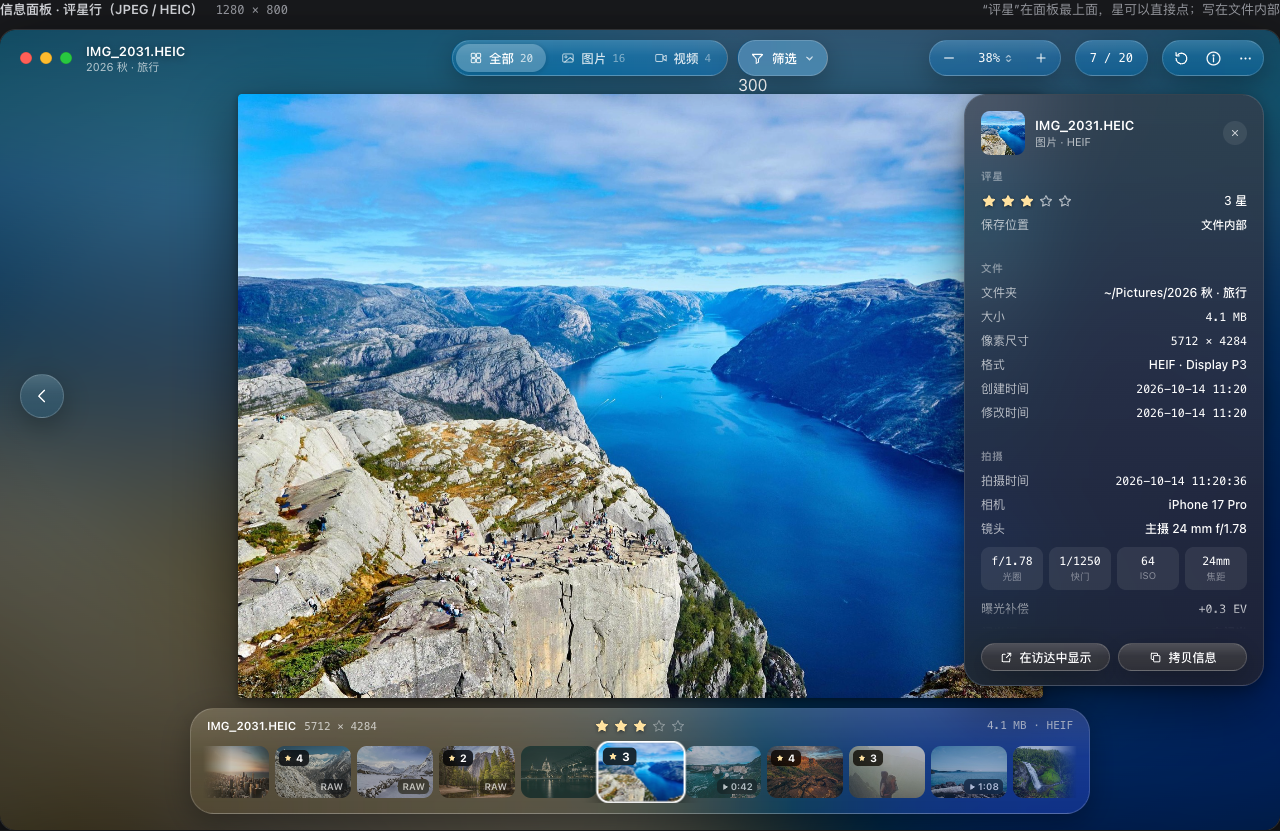 信息面板 · 评星行（JPEG / HEIC） 1280 × 800
“评星”在面板最上面，星可以直接点；写在文件内部
IMG_2031.HEIC
2026 秋 · 旅行
全部 20 图片 16 视频 4 筛选
300
38%
7 / 20
IMG_2031.HEIC
图片 · HEIF
评星
3 星
保存位置 文件内部
文件
文件夹 ~/Pictures/2026 秋 · 旅行
大小 4.1 MB
像素尺寸 5712 × 4284
格式 HEIF · Display P3
创建时间 2026-10-14 11:20
修改时间 2026-10-14 11:20
拍摄
拍摄时间 2026-10-14 11:20:36
相机 iPhone 17 Pro
镜头 主摄 24 mm f/1.78
f/1.78 1/1250 64 24mm
光圈 快门 ISO 焦距
曝光补偿 +0.3 EV
在访达中显示 拷贝信息
IMG_2031.HEIC 5712 × 4284
4.1 MB · HEIF
4 2 3 4 3
RAW RAW RAW 0:42 1:08